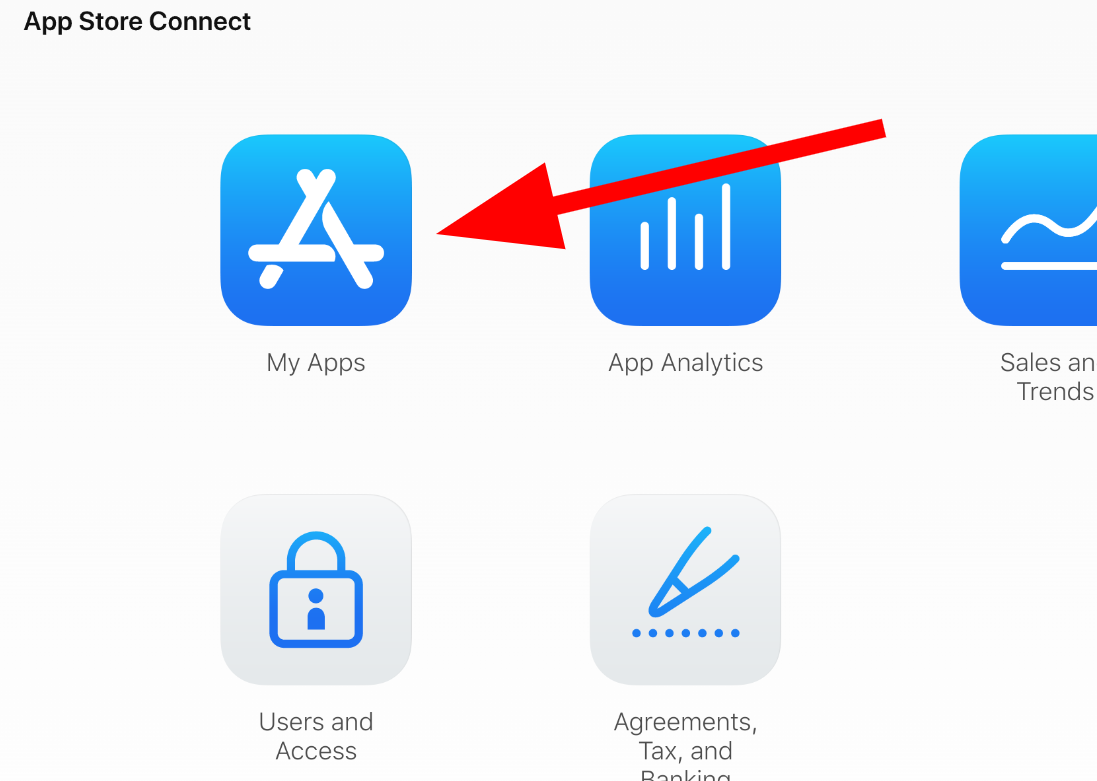 App Store Connect
My Apps
App Analytics
Sales an
Trends
Users and
Access
Agreements,
Tax, and
Banking